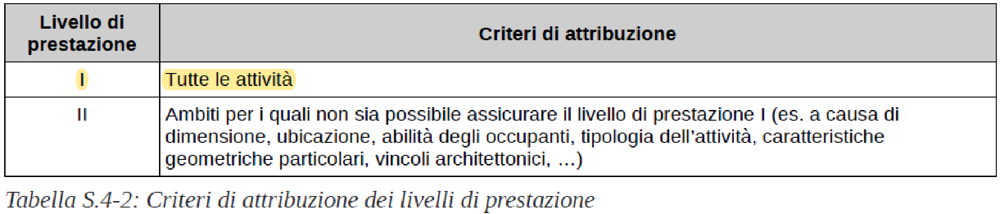 Livello di
prestazione
Criteri di attribuzione
I
Tutte le attività
II
Ambiti per i quali non sia possibile assicurare il livello di prestazione I (es. a causa di
dimensione, ubicazione, abilità degli occupanti, tipologia dell'attività, caratteristiche
geometriche particolari, vincoli architettonici, …)
Tabella S.4-2: Criteri di attribuzione dei livelli di prestazione